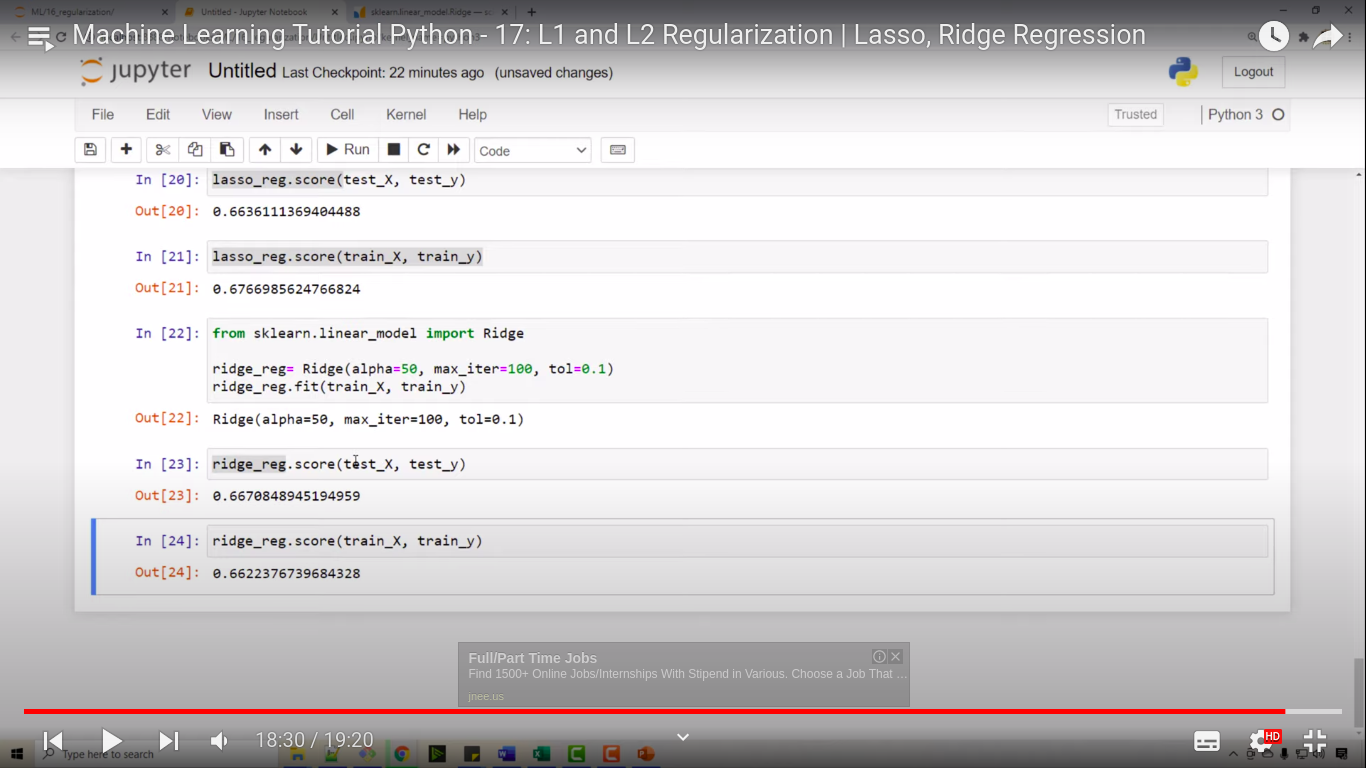 ML/16_regularization/
Untitled - Jupyter Notebook
sklearn.linear_model.Ridge — sc
Machine Learning Tutorial Python - 17: L1 and L2 Regularization | Lasso, Ridge Regression
jupyter Untitled Last Checkpoint: 22 minutes ago (unsaved changes)
Logout
File Edit View Insert Cell Kernel Help
Trusted
Python 3
Run
Code
In [20]: lasso_reg.score(test_X, test_y)
Out[20]: 0.6636111369404488
In [21]: lasso_reg.score(train_X, train_y)
Out[21]: 0.6766985624766824
In [22]: from sklearn.linear_model import Ridge
ridge_reg= Ridge(alpha=50, max_iter=100, tol=0.1)
ridge_reg.fit(train_X, train_y)
Out[22]: Ridge(alpha=50, max_iter=100, tol=0.1)
In [23]: ridge_reg.score(test_X, test_y)
Out[23]: 0.6670848945194959
In [24]: ridge_reg.score(train_X, train_y)
Out[24]: 0.6622376739684328
Full/Part Time Jobs
Find 1500+ Online Jobs/Internships With Stipend in Various. Choose a Job That ...
jnee.us
18:30 / 19:20
HD
Type here to search